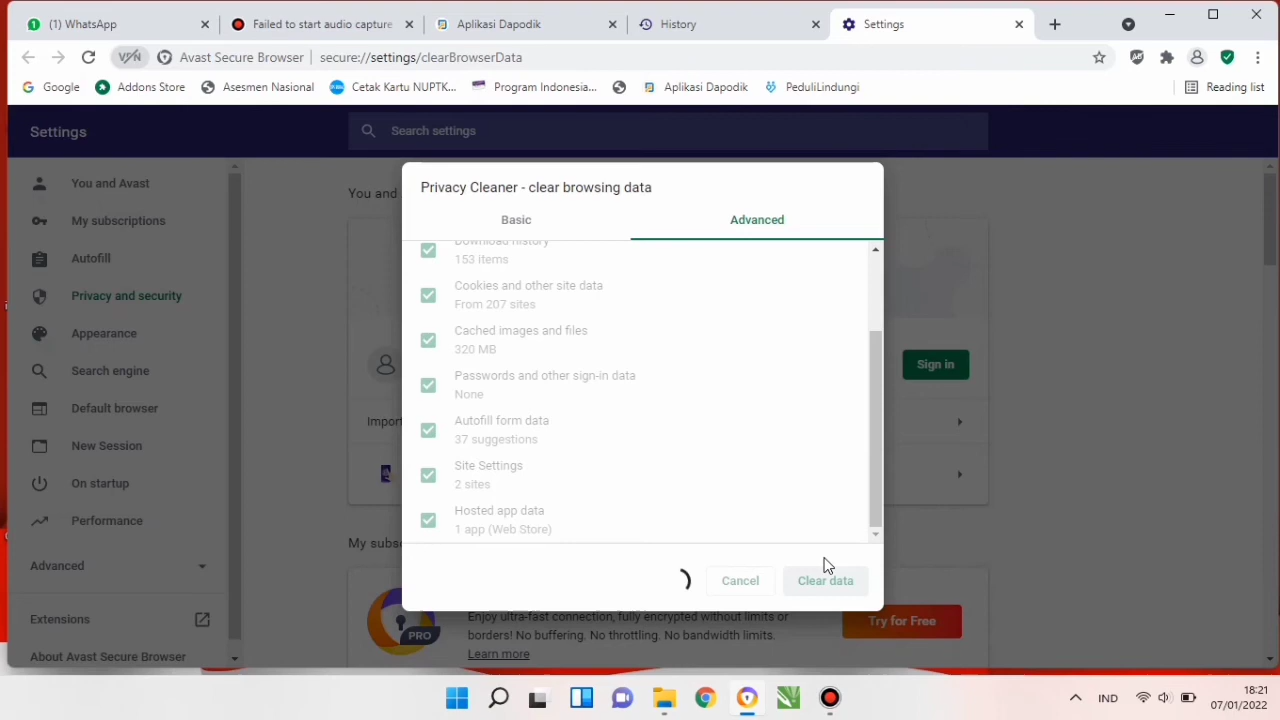 (1) WhatsApp
Failed to start audio capture
Aplikasi Dapodik
History
Settings
VPN
Avast Secure Browser
secure://settings/clearBrowserData
Google
Addons Store
Asesmen Nasional
Cetak Kartu NUPTK...
Program Indonesia...
Aplikasi Dapodik
PeduliLindungi
Reading list
Settings
Search settings
You and Avast
My subscriptions
Autofill
Privacy and security
Appearance
Search engine
Default browser
New Session
On startup
Performance
Advanced
Extensions
About Avast Secure Browser
You and
Sign in
Import
My subsc
Privacy Cleaner - clear browsing data
Basic
Advanced
Download history
153 items
Cookies and other site data
From 207 sites
Cached images and files
320 MB
Passwords and other sign-in data
None
Autofill form data
37 suggestions
Site Settings
2 sites
Hosted app data
1 app (Web Store)
Cancel
Clear data
PRO
Enjoy ultra-fast connection, fully encrypted without limits or
borders! No buffering. No throttling. No bandwidth limits.
Learn more
Try for Free
IND
18:21
07/01/2022